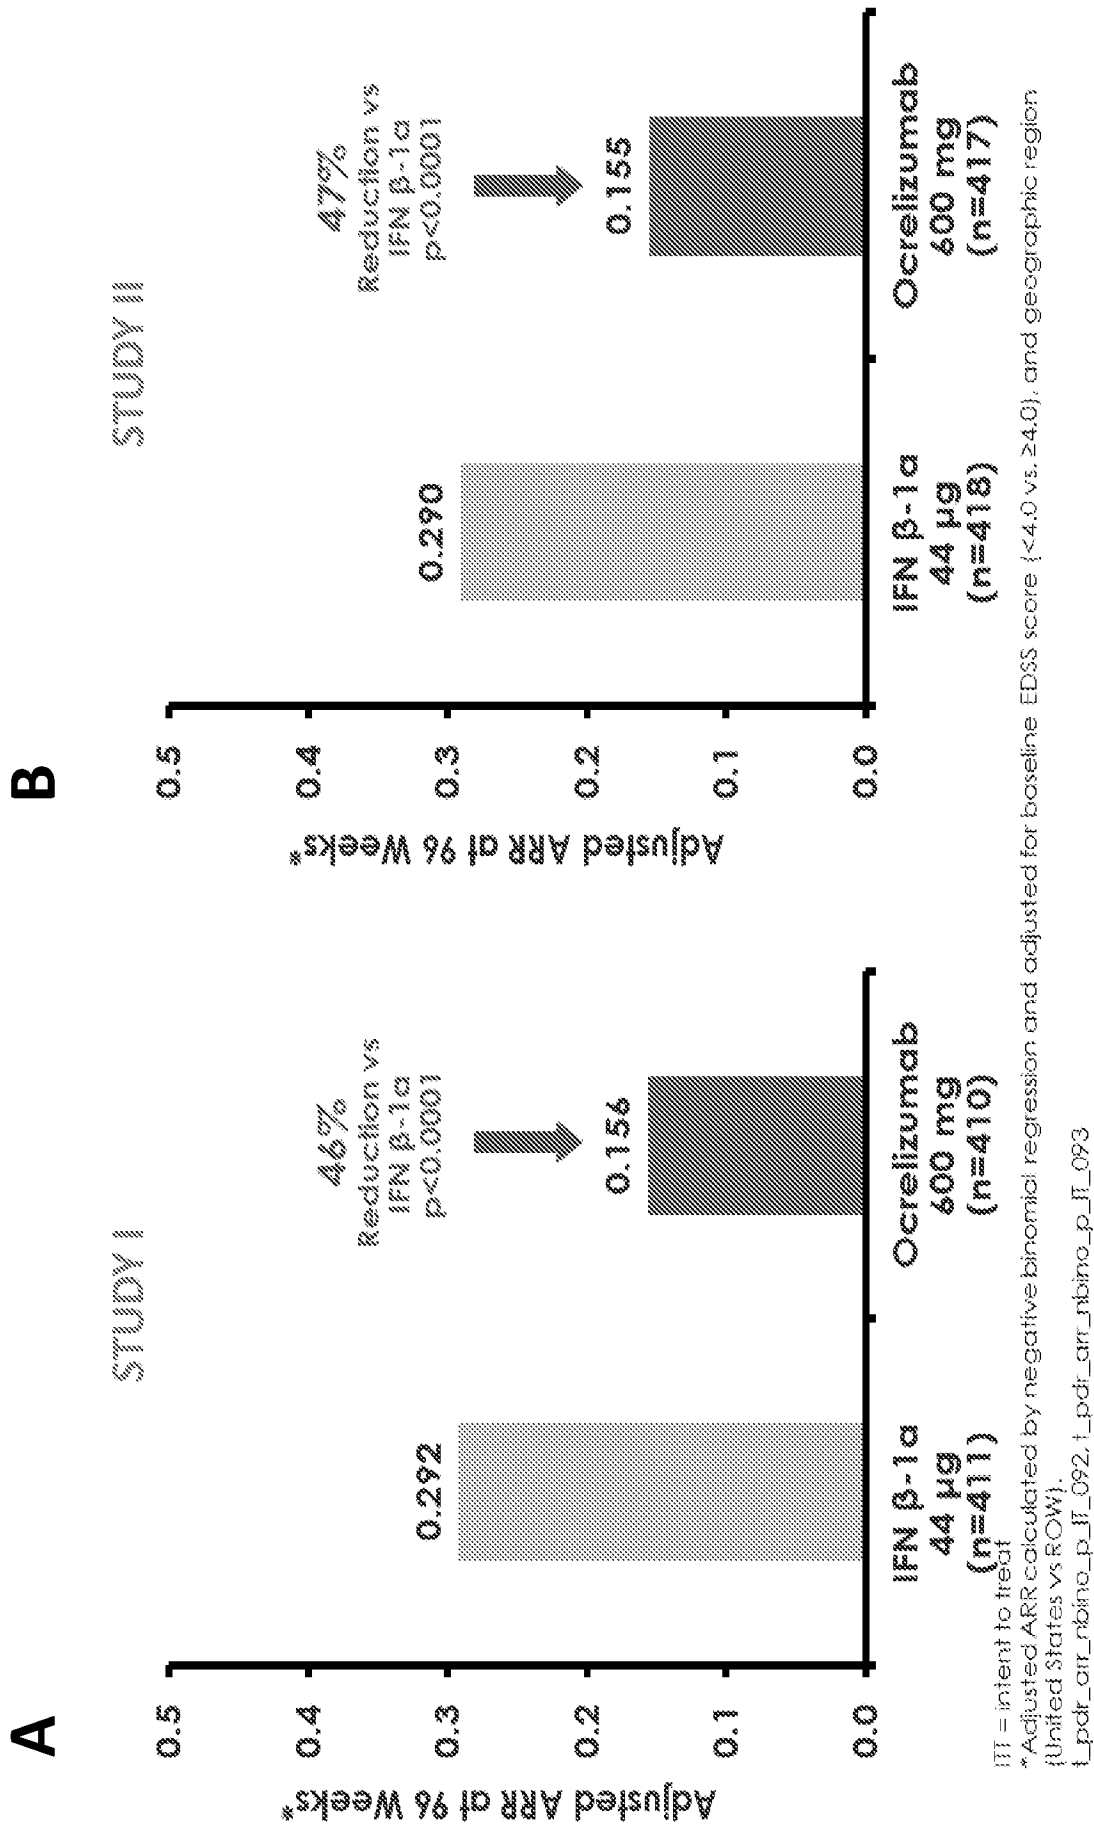 A
STUDY I
Adjusted ARR at 96 Weeks*
0.5
0.4
0.3
0.2
0.1
0.0
0.292
46%
Reduction vs
IFN β-1a
p<0.0001
0.156
IFN β-1a
44 µg
(n=411)
Ocrelizumab
600 mg
(n=410)
B
STUDY II
Adjusted ARR at 96 Weeks*
0.5
0.4
0.3
0.2
0.1
0.0
0.290
47%
Reduction vs
IFN β-1a
p<0.0001
0.155
IFN β-1a
44 µg
(n=418)
Ocrelizumab
600 mg
(n=417)
ITT = intent to treat
*Adjusted ARR calculated by negative binomial regression and adjusted for baseline EDSS score (<4.0 vs. ≥4.0), and geographic region
(United States vs ROW).
t_pdr_arr_nbino_p_IT_092, t_pdr_arr_nbino_p_IT_093